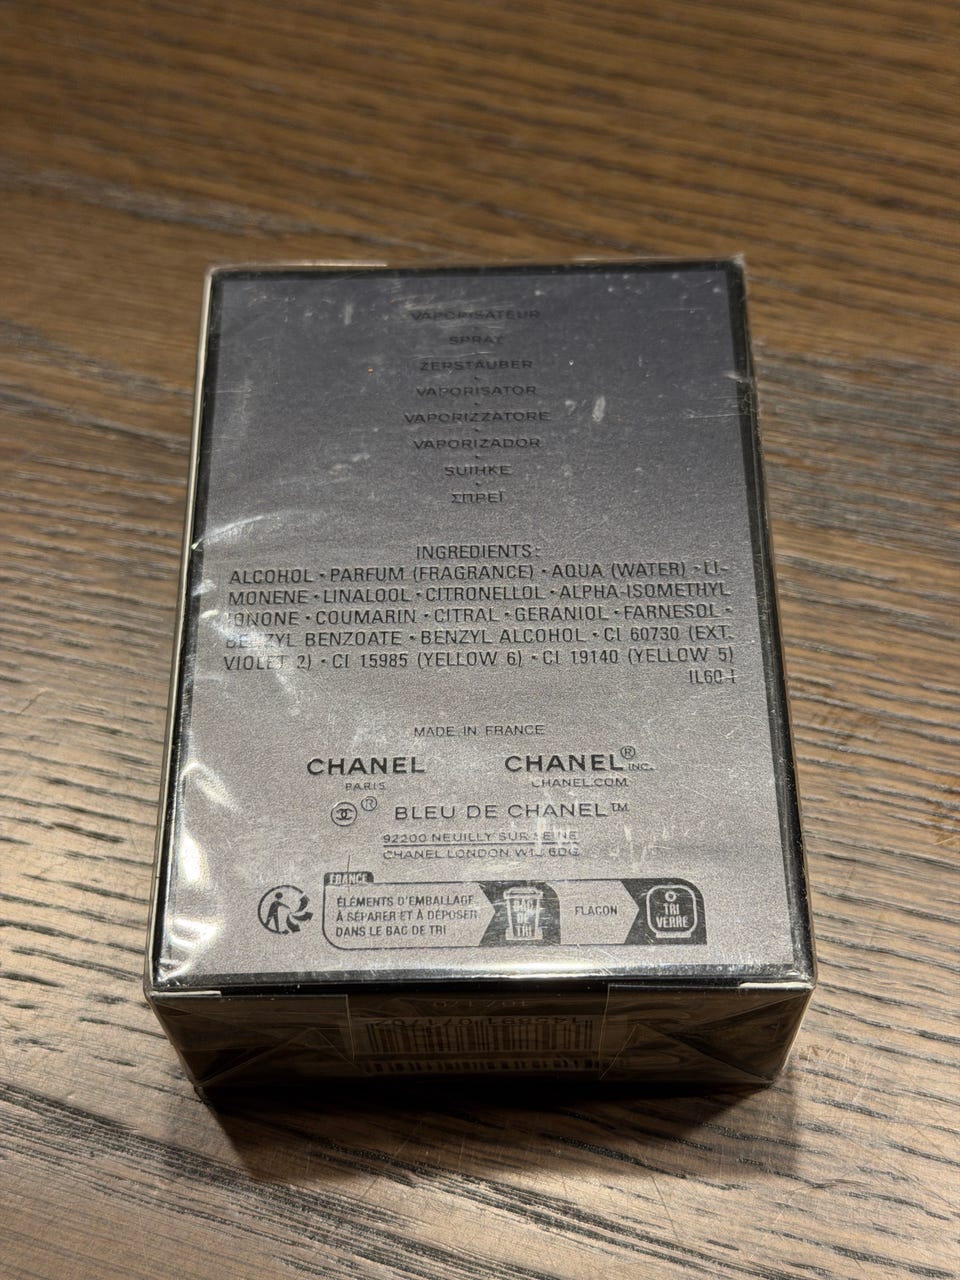 VAPORISATEUR
SPRAY
ZERSTÄUBER
VAPORISATOR
VAPORIZZATORE
VAPORIZADOR
SUIHKE
ΣΠΡΕΪ
INGREDIENTS:
ALCOHOL • PARFUM (FRAGRANCE) • AQUA (WATER) • LI-
MONENE • LINALOOL • CITRONELLOL • ALPHA-ISOMETHYL
IONONE • COUMARIN • CITRAL • GERANIOL • FARNESOL •
BENZYL BENZOATE • BENZYL ALCOHOL • CI 60730 (EXT.
VIOLET 2) • CI 15985 (YELLOW 6) • CI 19140 (YELLOW 5)
MADE IN FRANCE
CHANEL CHANEL® INC.
PARIS CHANEL.COM
® BLEU DE CHANEL™
92200 NEUILLY SUR SEINE
CHANEL LONDON W1J 6DG
FRANCE
ÉLÉMENTS D'EMBALLAGE
À SÉPARER ET À DÉPOSER
DANS LE BAC DE TRI
BAC
DE
TRI
FLACON
TRI
VERRE